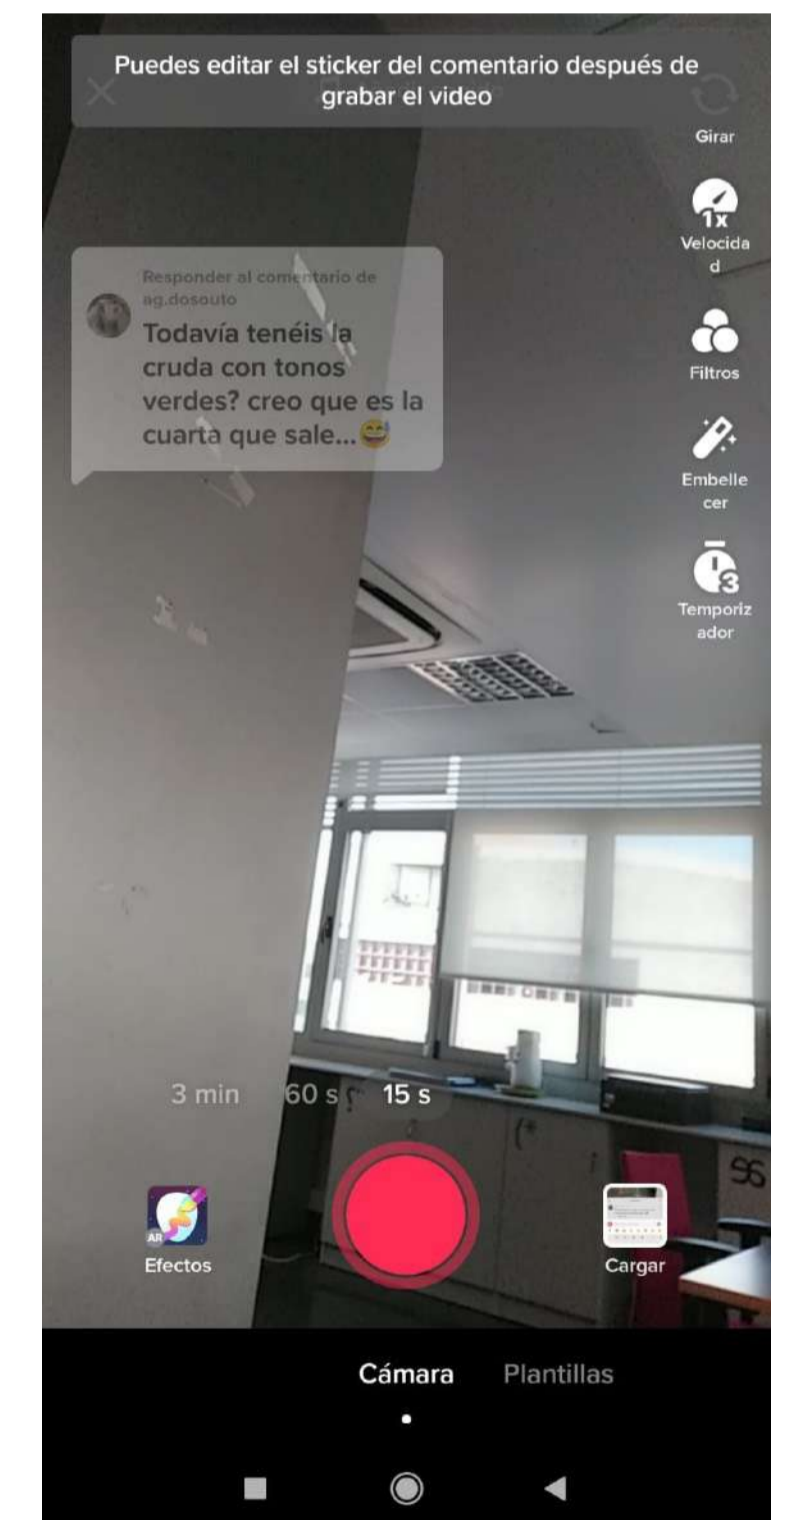 Puedes editar el sticker del comentario después de
grabar el video
Girar
1x
Velocida
d
Responder al comentario de
ag.dosouto
Todavía tenéis la
cruda con tonos
verdes? creo que es la
cuarta que sale...😅
Filtros
Embelle
cer
3
Temporiz
ador
3 min
60 s
15 s
AR
Efectos
Cargar
Cámara
Plantillas